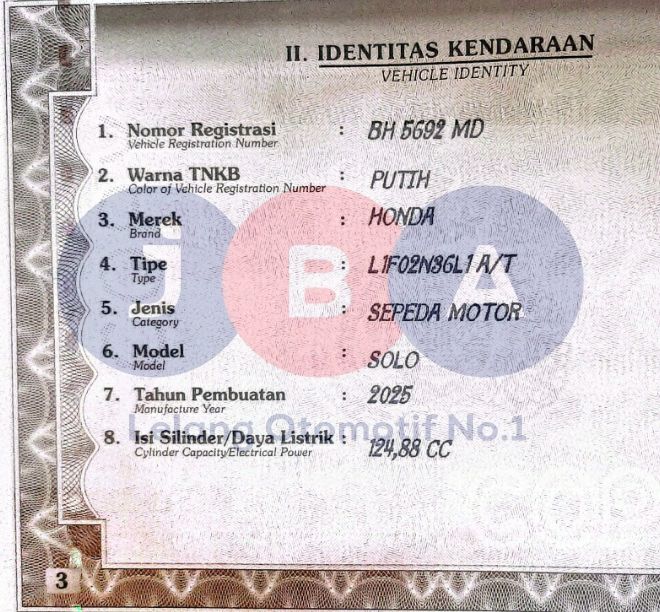 II. IDENTITAS KENDARAAN
VEHICLE IDENTITY
1. Nomor Registrasi : BH 5692 MD
Vehicle Registration Number
2. Warna TNKB : PUTIH
Color of Vehicle Registration Number
3. Merek : HONDA
Brand
4. Tipe : L1F02N36L1 A/T
Type
5. Jenis : SEPEDA MOTOR
Category
6. Model : SOLO
Model
7. Tahun Pembuatan : 2025
Manufacture Year
8. Isi Silinder/Daya Listrik : 124,88 CC
Cylinder Capacity/Electrical Power
JBA
Lelang Otomotif No.1
3